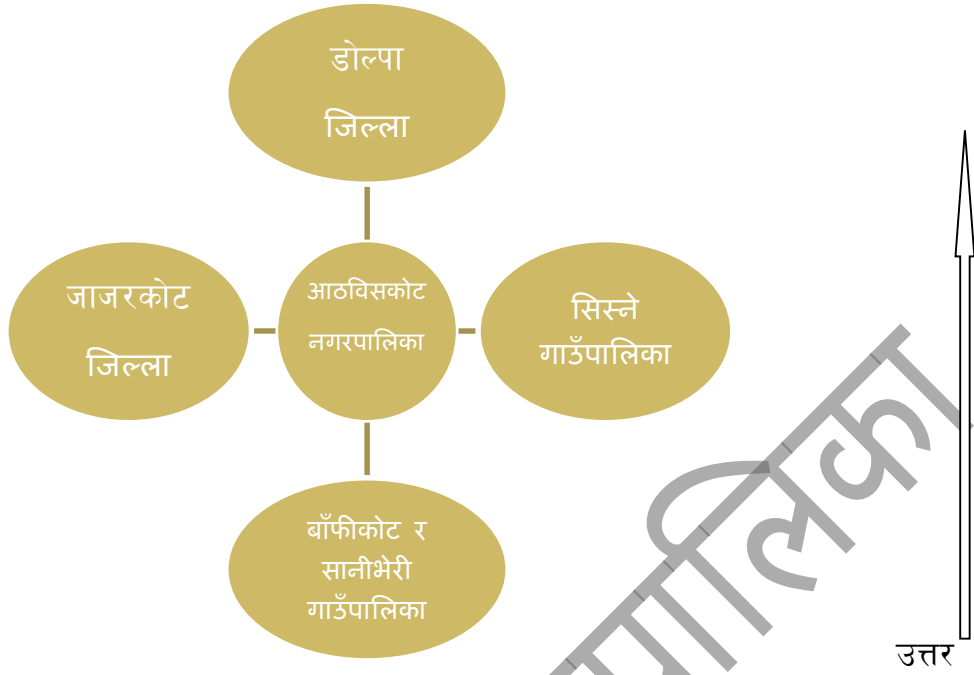 डोल्पा
जिल्ला
जाजरकोट
जिल्ला
आठविसकोट
नगरपालिका
सिस्ने
गाउँपालिका
बाँफीकोट र
सानीभेरी
गाउँपालिका
उत्तर